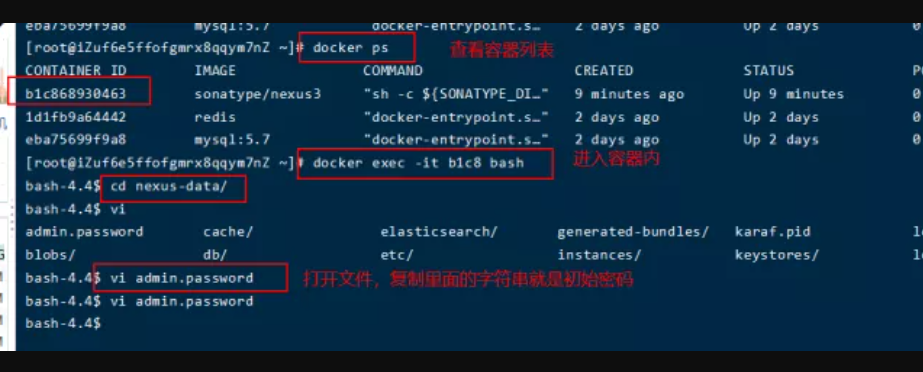 eba75699f9a8 mysql:5.7 "docker-entrypoint.s…" 2 days ago Up 2 days 0
[root@iZuf6e5ffofgmrx8qqym7nZ ~]# docker ps 查看容器列表
CONTAINER ID IMAGE COMMAND CREATED STATUS PO
b1c868930463 sonatype/nexus3 "sh -c ${SONATYPE_DI…" 9 minutes ago Up 9 minutes 0
1d1fb9a64442 redis "docker-entrypoint.s…" 2 days ago Up 2 days 0
eba75699f9a8 mysql:5.7 "docker-entrypoint.s…" 2 days ago Up 2 days 0
[root@iZuf6e5ffofgmrx8qqym7nZ ~]# docker exec -it b1c8 bash 进入容器内
bash-4.4$ cd nexus-data/
bash-4.4$ vi
admin.password cache/ elasticsearch/ generated-bundles/ karaf.pid lo
blobs/ db/ etc/ instances/ keystores/ lo
bash-4.4$ vi admin.password 打开文件，复制里面的字符串就是初始密码
bash-4.4$ vi admin.password
bash-4.4$